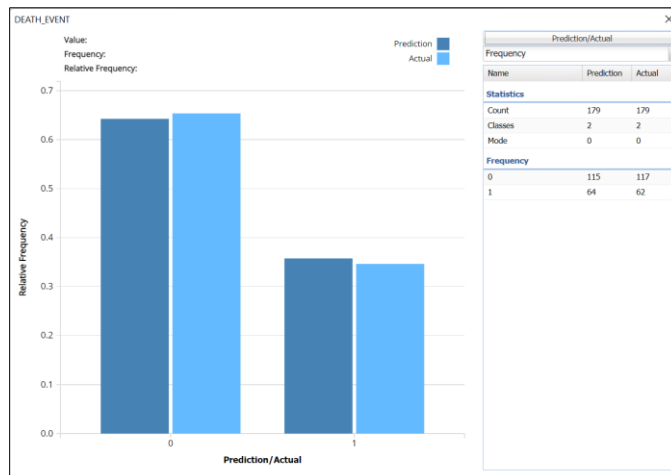 DEATH_EVENT
Value:
Frequency:
Relative Frequency:
Prediction
Actual
0.7
0.6
0.5
0.4
0.3
0.2
0.1
0.0
Relative Frequency
0 1
Prediction/Actual
Prediction/Actual
Frequency
Name Prediction Actual
Statistics
Count 179 179
Classes 2 2
Mode 0 0
Frequency
0 115 117
1 64 62